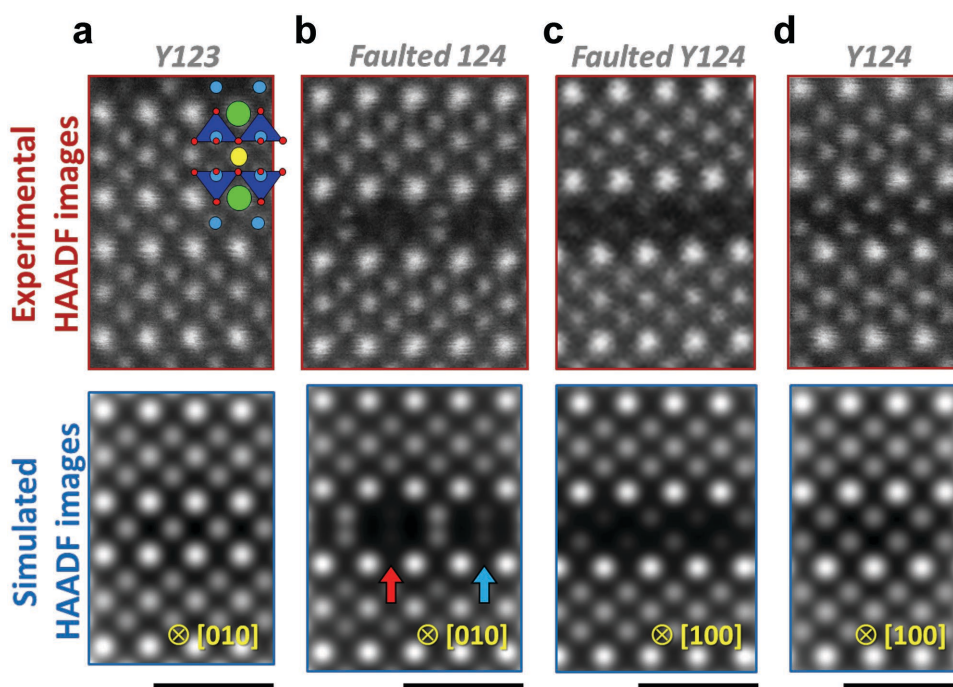 a b c d
Y123 Faulted 124 Faulted Y124 Y124
Experimental
HAADF images
Simulated
HAADF images
⊗ [010] ⊗ [010] ⊗ [100] ⊗ [100]